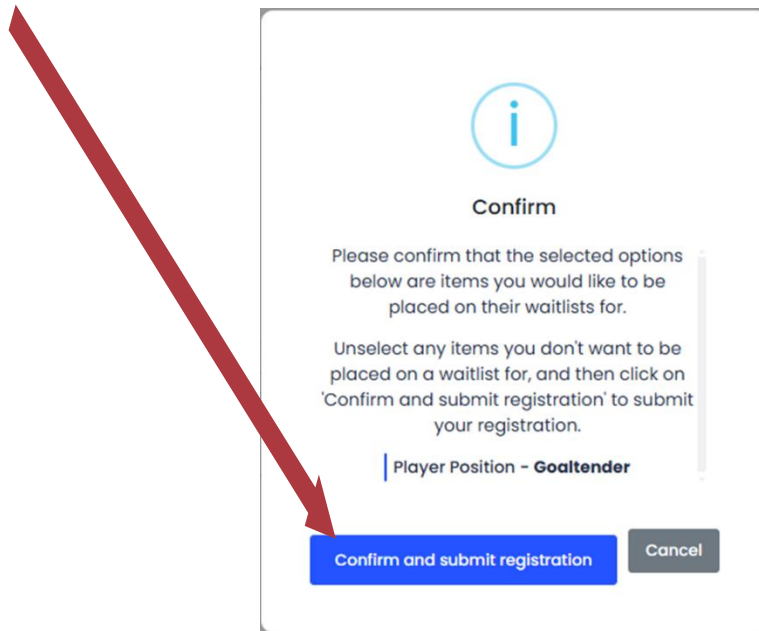 Confirm
Please confirm that the selected options
below are items you would like to be
placed on their waitlists for.
Unselect any items you don't want to be
placed on a waitlist for, and then click on
'Confirm and submit registration' to submit
your registration.
Player Position - Goaltender
Confirm and submit registration
Cancel